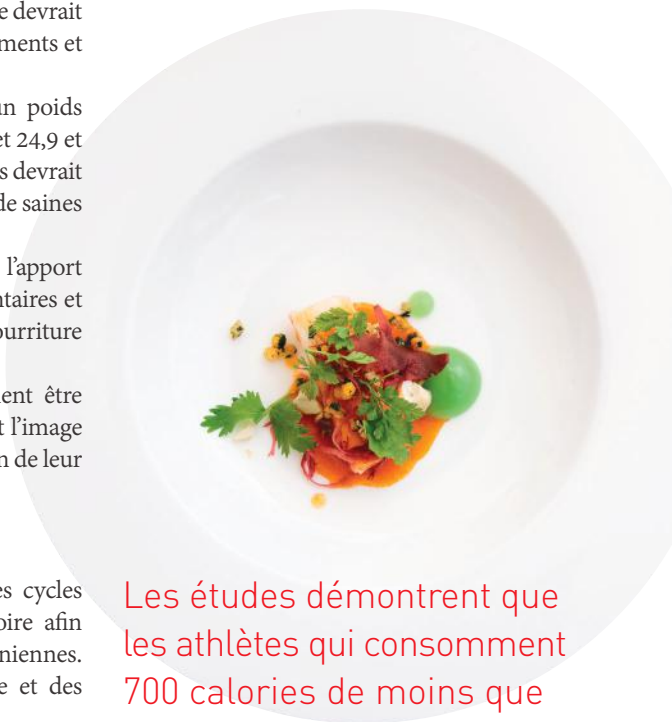 e devrait
ments et
un poids
et 24,9 et
s devrait
de saines
l'apport
ntaires et
ourriture
ent être
t l'image
n de leur
es cycles
oire afin
niennes.
e et des
Les études démontrent que
les athlètes qui consomment
700 calories de moins que